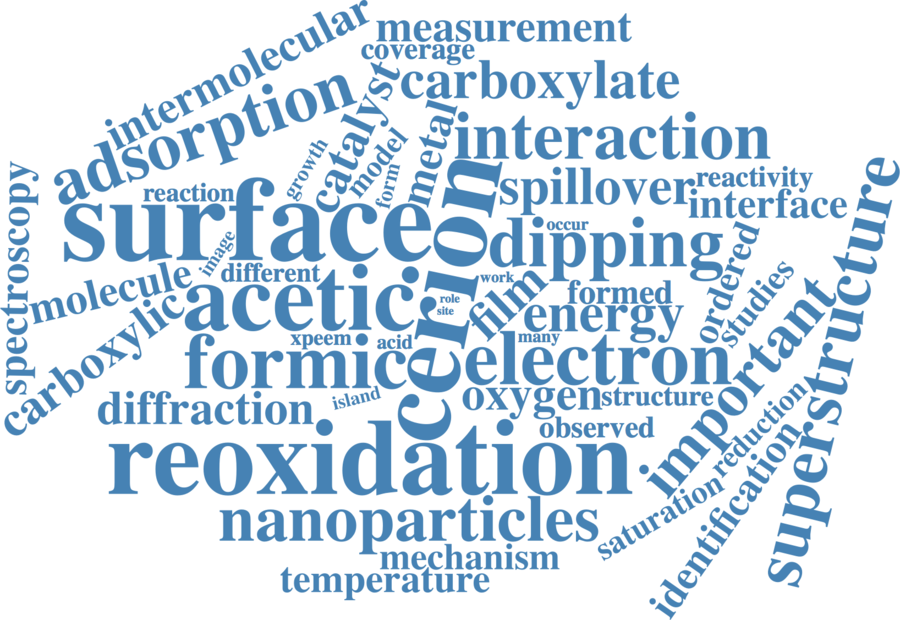 intermolecular
measurement
coverage
adsorption
catalyst
carboxylate
growth
model
form
metal
interaction
spectroscopy
reaction
surface
cerion
spillover
reactivity
interface
superstructure
image
occur
dipping
ordered
molecule
different
work
studies
acetic
role
site
film
formed
energy
carboxylic
xpeem
acid
many
important
formic
electron
island
oxygen
structure
diffraction
observed
reduction
reoxidation
saturation
identification
nanoparticles
mechanism
temperature